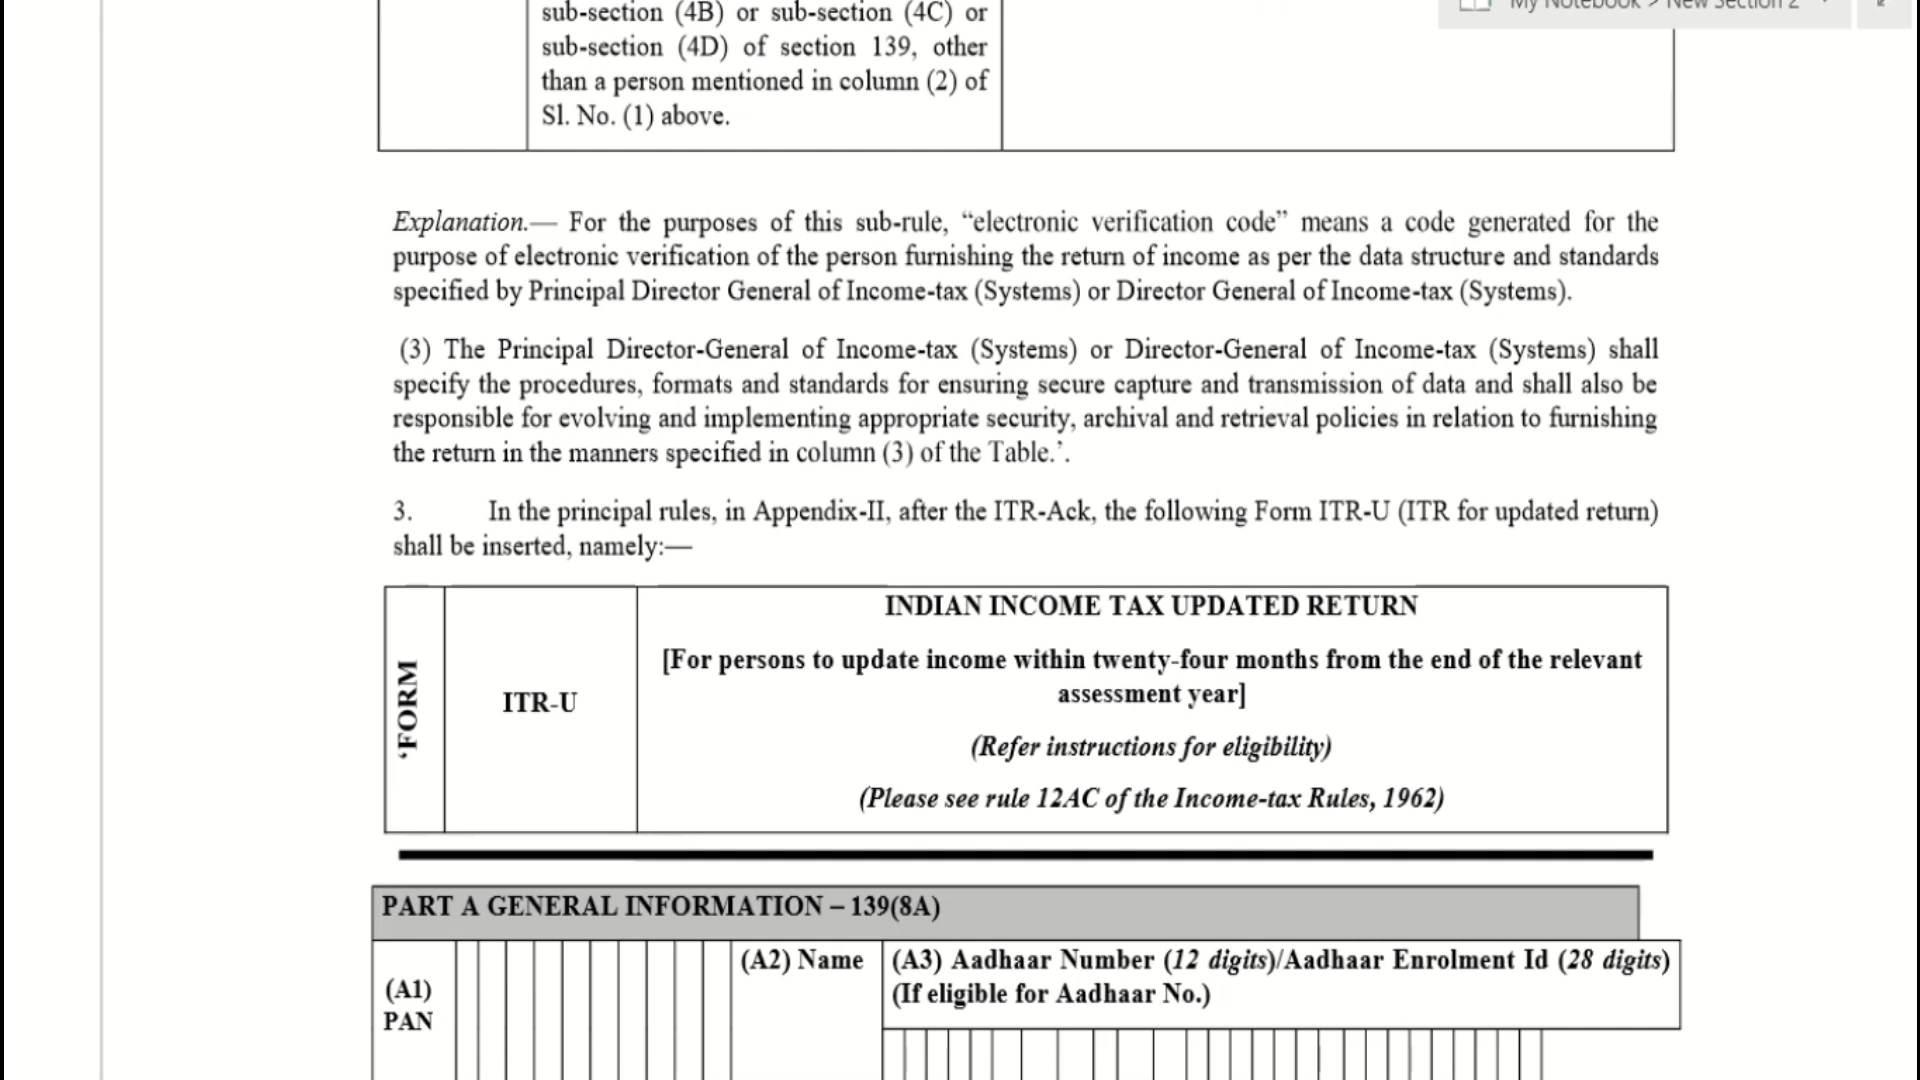 My Notebook > New Section 2
sub-section (4B) or sub-section (4C) or
sub-section (4D) of section 139, other
than a person mentioned in column (2) of
Sl. No. (1) above.
Explanation.— For the purposes of this sub-rule, “electronic verification code” means a code generated for the
purpose of electronic verification of the person furnishing the return of income as per the data structure and standards
specified by Principal Director General of Income-tax (Systems) or Director General of Income-tax (Systems).
(3) The Principal Director-General of Income-tax (Systems) or Director-General of Income-tax (Systems) shall
specify the procedures, formats and standards for ensuring secure capture and transmission of data and shall also be
responsible for evolving and implementing appropriate security, archival and retrieval policies in relation to furnishing
the return in the manners specified in column (3) of the Table.’.
3. In the principal rules, in Appendix-II, after the ITR-Ack, the following Form ITR-U (ITR for updated return)
shall be inserted, namely:—
‘FORM
ITR-U
INDIAN INCOME TAX UPDATED RETURN
[For persons to update income within twenty-four months from the end of the relevant
assessment year]
(Refer instructions for eligibility)
(Please see rule 12AC of the Income-tax Rules, 1962)
PART A GENERAL INFORMATION – 139(8A)
(A1)
PAN
(A2) Name
(A3) Aadhaar Number (12 digits)/Aadhaar Enrolment Id (28 digits)
(If eligible for Aadhaar No.)